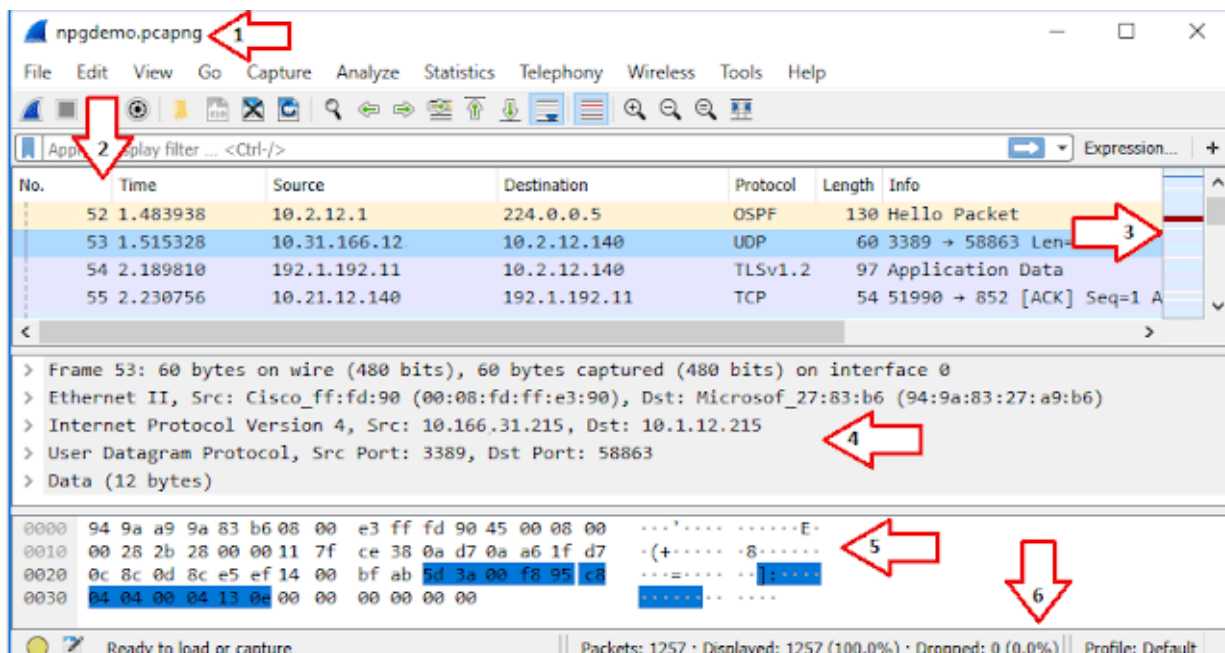 npgdemo.pcapng 1
File Edit View Go Capture Analyze Statistics Telephony Wireless Tools Help
2 display filter ... <Ctrl-/> Expression... +
No. Time Source Destination Protocol Length Info
52 1.483938 10.2.12.1 224.0.0.5 OSPF 130 Hello Packet
53 1.515328 10.31.166.12 10.2.12.140 UDP 60 3389 → 58863 Len= 3
54 2.189810 192.1.192.11 10.2.12.140 TLSv1.2 97 Application Data
55 2.230756 10.21.12.140 192.1.192.11 TCP 54 51990 → 852 [ACK] Seq=1 A
> Frame 53: 60 bytes on wire (480 bits), 60 bytes captured (480 bits) on interface 0
> Ethernet II, Src: Cisco_ff:fd:90 (00:08:fd:ff:e3:90), Dst: Microsof_27:83:b6 (94:9a:83:27:a9:b6)
> Internet Protocol Version 4, Src: 10.166.31.215, Dst: 10.1.12.215 4
> User Datagram Protocol, Src Port: 3389, Dst Port: 58863
> Data (12 bytes)
0000 94 9a a9 9a 83 b6 08 00 e3 ff fd 90 45 00 08 00 ···'···· ······E·
0010 00 28 2b 28 00 00 11 7f ce 38 0a d7 0a a6 1f d7 ·(+····· ·8······ 5
0020 0c 8c 0d 8c e5 ef 14 00 bf ab 5d 3a 00 f8 95 c8 ···=···· ··]:····
0030 04 04 00 04 13 0e 00 00 00 00 00 00 ········ ····
6
Ready to load or capture Packets: 1257 · Displayed: 1257 (100.0%) · Dropped: 0 (0.0%) Profile: Default